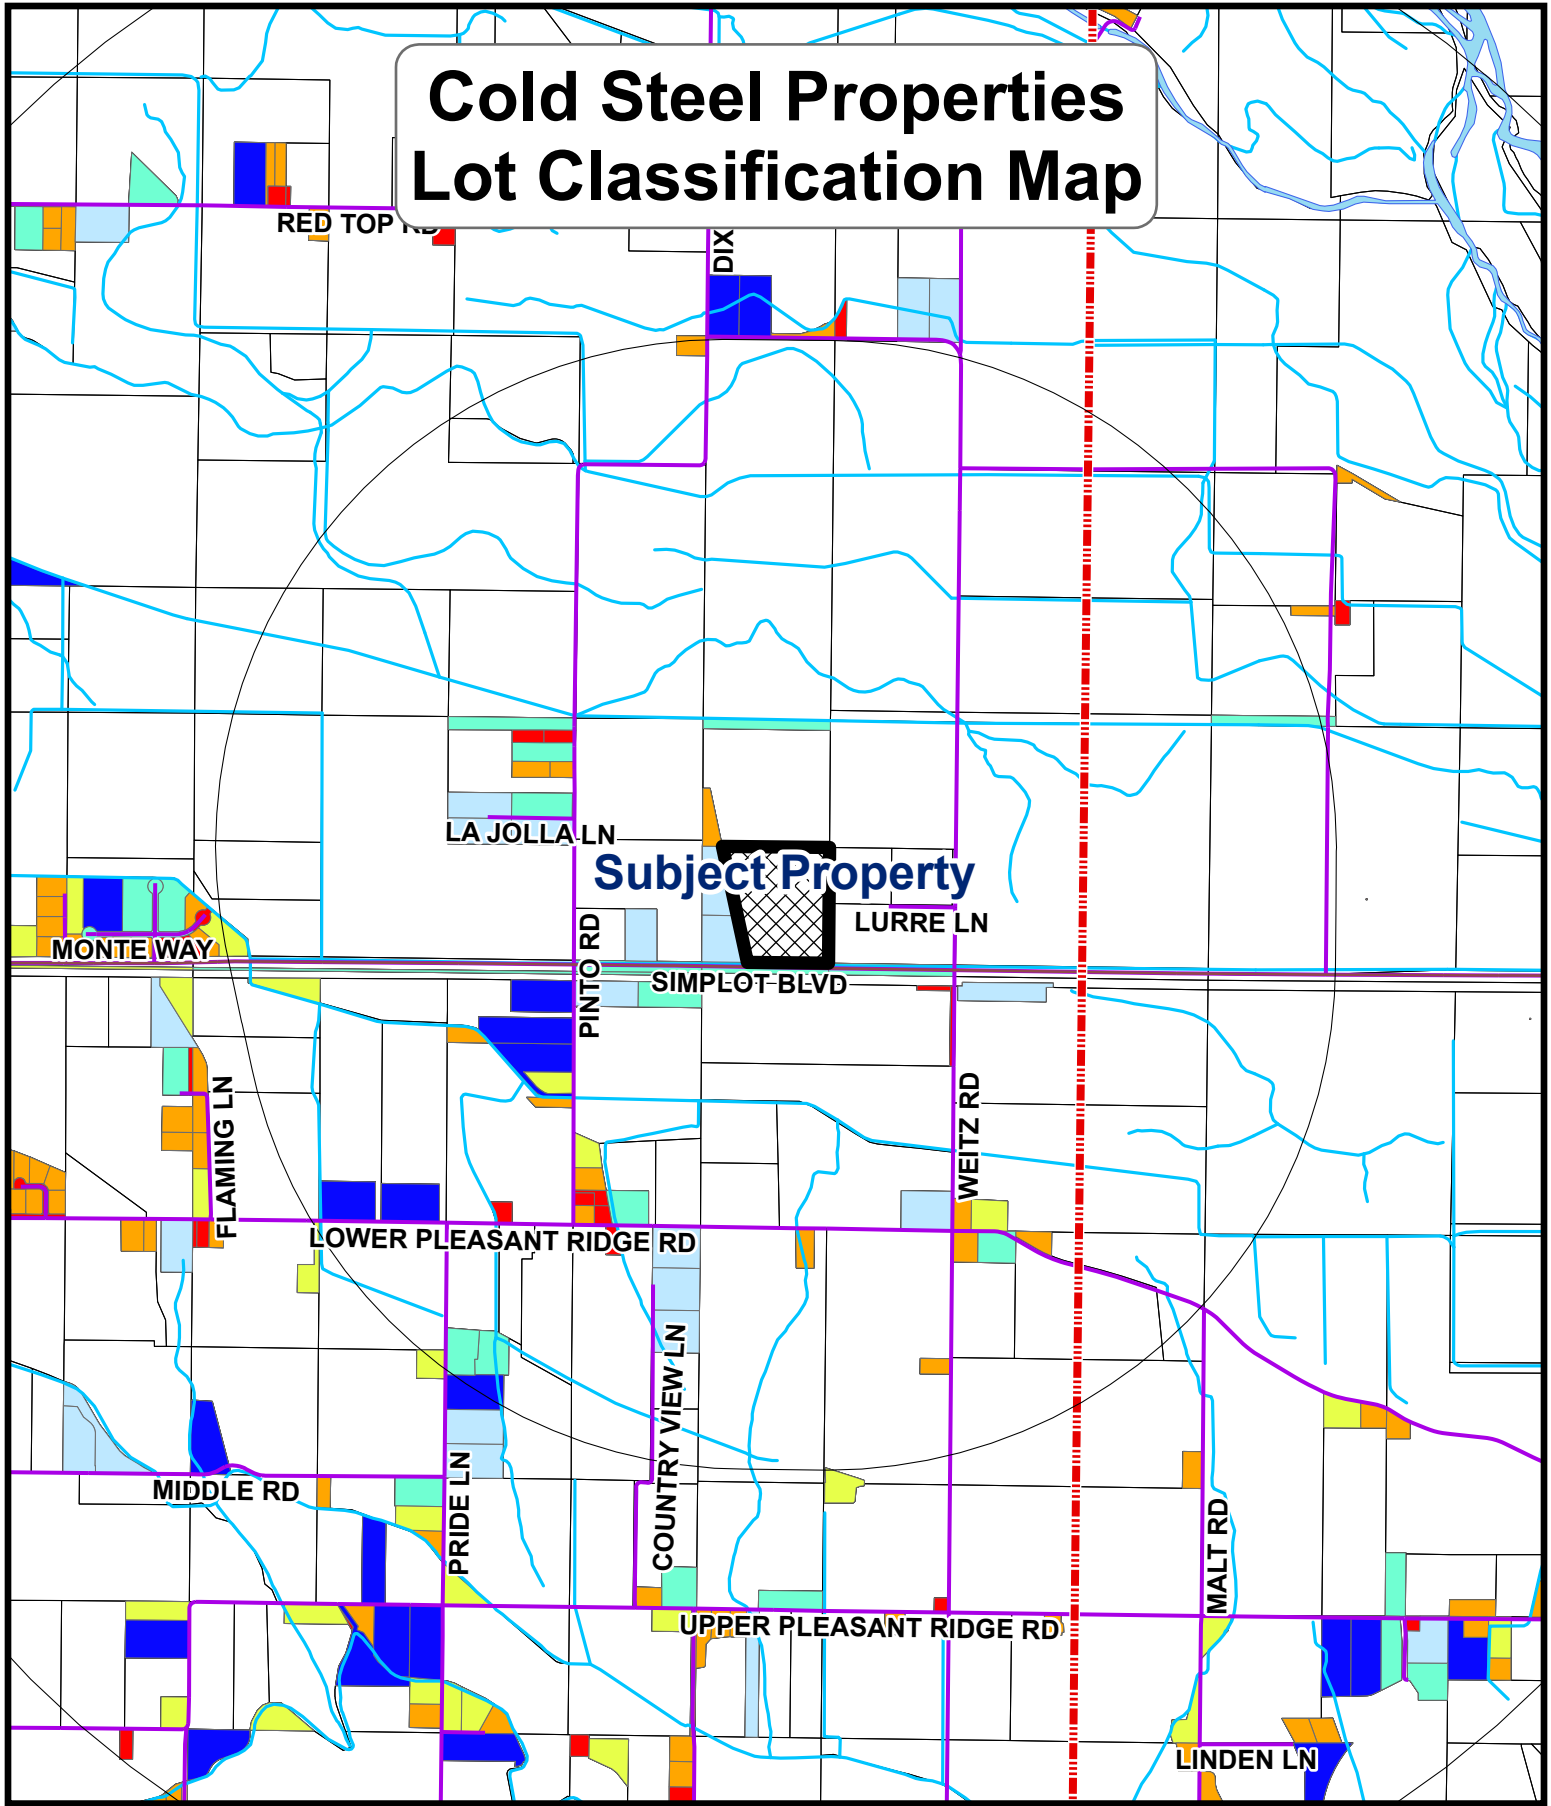 Cold Steel Properties
Lot Classification Map
RED TOP RD
DIX
LA JOLLA LN
Subject Property
LURRE LN
PINTO RD
MONTE WAY
SIMPLOT BLVD
FLAMING LN
WEITZ RD
LOWER PLEASANT RIDGE RD
COUNTRY VIEW LN
MIDDLE RD
PRIDE LN
MALT RD
UPPER PLEASANT RIDGE RD
LINDEN LN